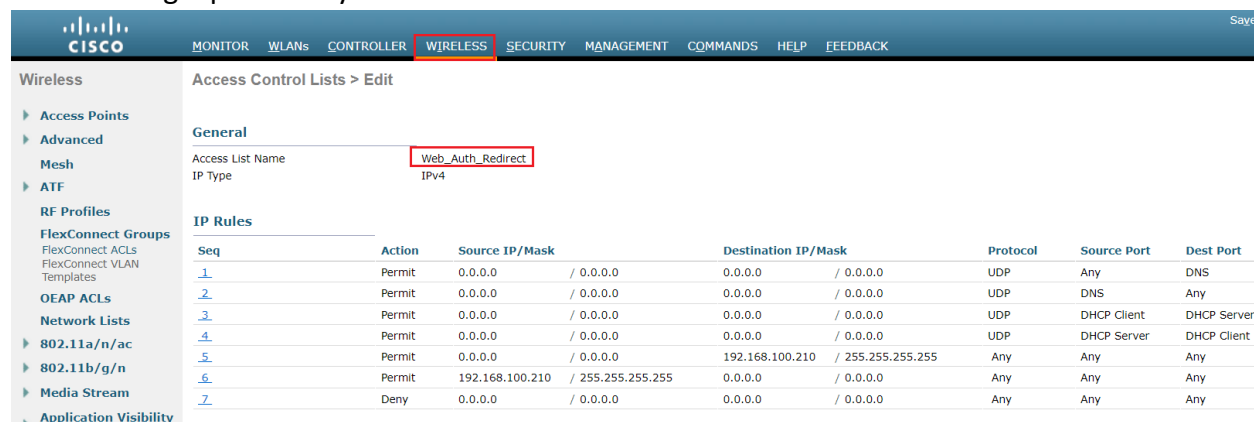 Save
CISCO
MONITOR WLANs CONTROLLER WIRELESS SECURITY MANAGEMENT COMMANDS HELP FEEDBACK
Wireless
Access Points
Advanced
Mesh
ATF
RF Profiles
FlexConnect Groups
FlexConnect ACLs
FlexConnect VLAN
Templates
OEAP ACLs
Network Lists
802.11a/n/ac
802.11b/g/n
Media Stream
Application Visibility
Access Control Lists > Edit
General
Access List Name Web_Auth_Redirect
IP Type IPv4
IP Rules
Seq Action Source IP/Mask Destination IP/Mask Protocol Source Port Dest Port
1 Permit 0.0.0.0 / 0.0.0.0 0.0.0.0 / 0.0.0.0 UDP Any DNS
2 Permit 0.0.0.0 / 0.0.0.0 0.0.0.0 / 0.0.0.0 UDP DNS Any
3 Permit 0.0.0.0 / 0.0.0.0 0.0.0.0 / 0.0.0.0 UDP DHCP Client DHCP Server
4 Permit 0.0.0.0 / 0.0.0.0 0.0.0.0 / 0.0.0.0 UDP DHCP Server DHCP Client
5 Permit 0.0.0.0 / 0.0.0.0 192.168.100.210 / 255.255.255.255 Any Any Any
6 Permit 192.168.100.210 / 255.255.255.255 0.0.0.0 / 0.0.0.0 Any Any Any
7 Deny 0.0.0.0 / 0.0.0.0 0.0.0.0 / 0.0.0.0 Any Any Any